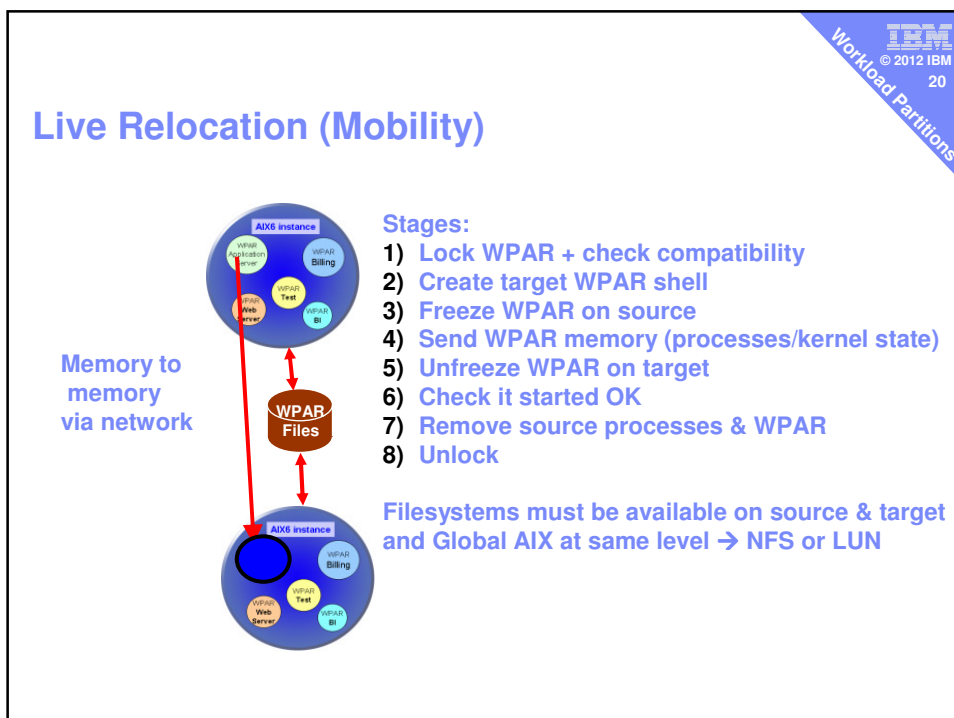 IBM
© 2012 IBM
20
Workload Partitions
Live Relocation (Mobility)
AIX6 instance
WPAR
Application
Server
WPAR
Billing
WPAR
Test
WPAR
Web
Server
WPAR
BI
Memory to
memory
via network
WPAR
Files
AIX6 instance
WPAR
Billing
WPAR
Test
WPAR
Web
Server
WPAR
BI
Stages:
1) Lock WPAR + check compatibility
2) Create target WPAR shell
3) Freeze WPAR on source
4) Send WPAR memory (processes/kernel state)
5) Unfreeze WPAR on target
6) Check it started OK
7) Remove source processes & WPAR
8) Unlock
Filesystems must be available on source & target
and Global AIX at same level → NFS or LUN